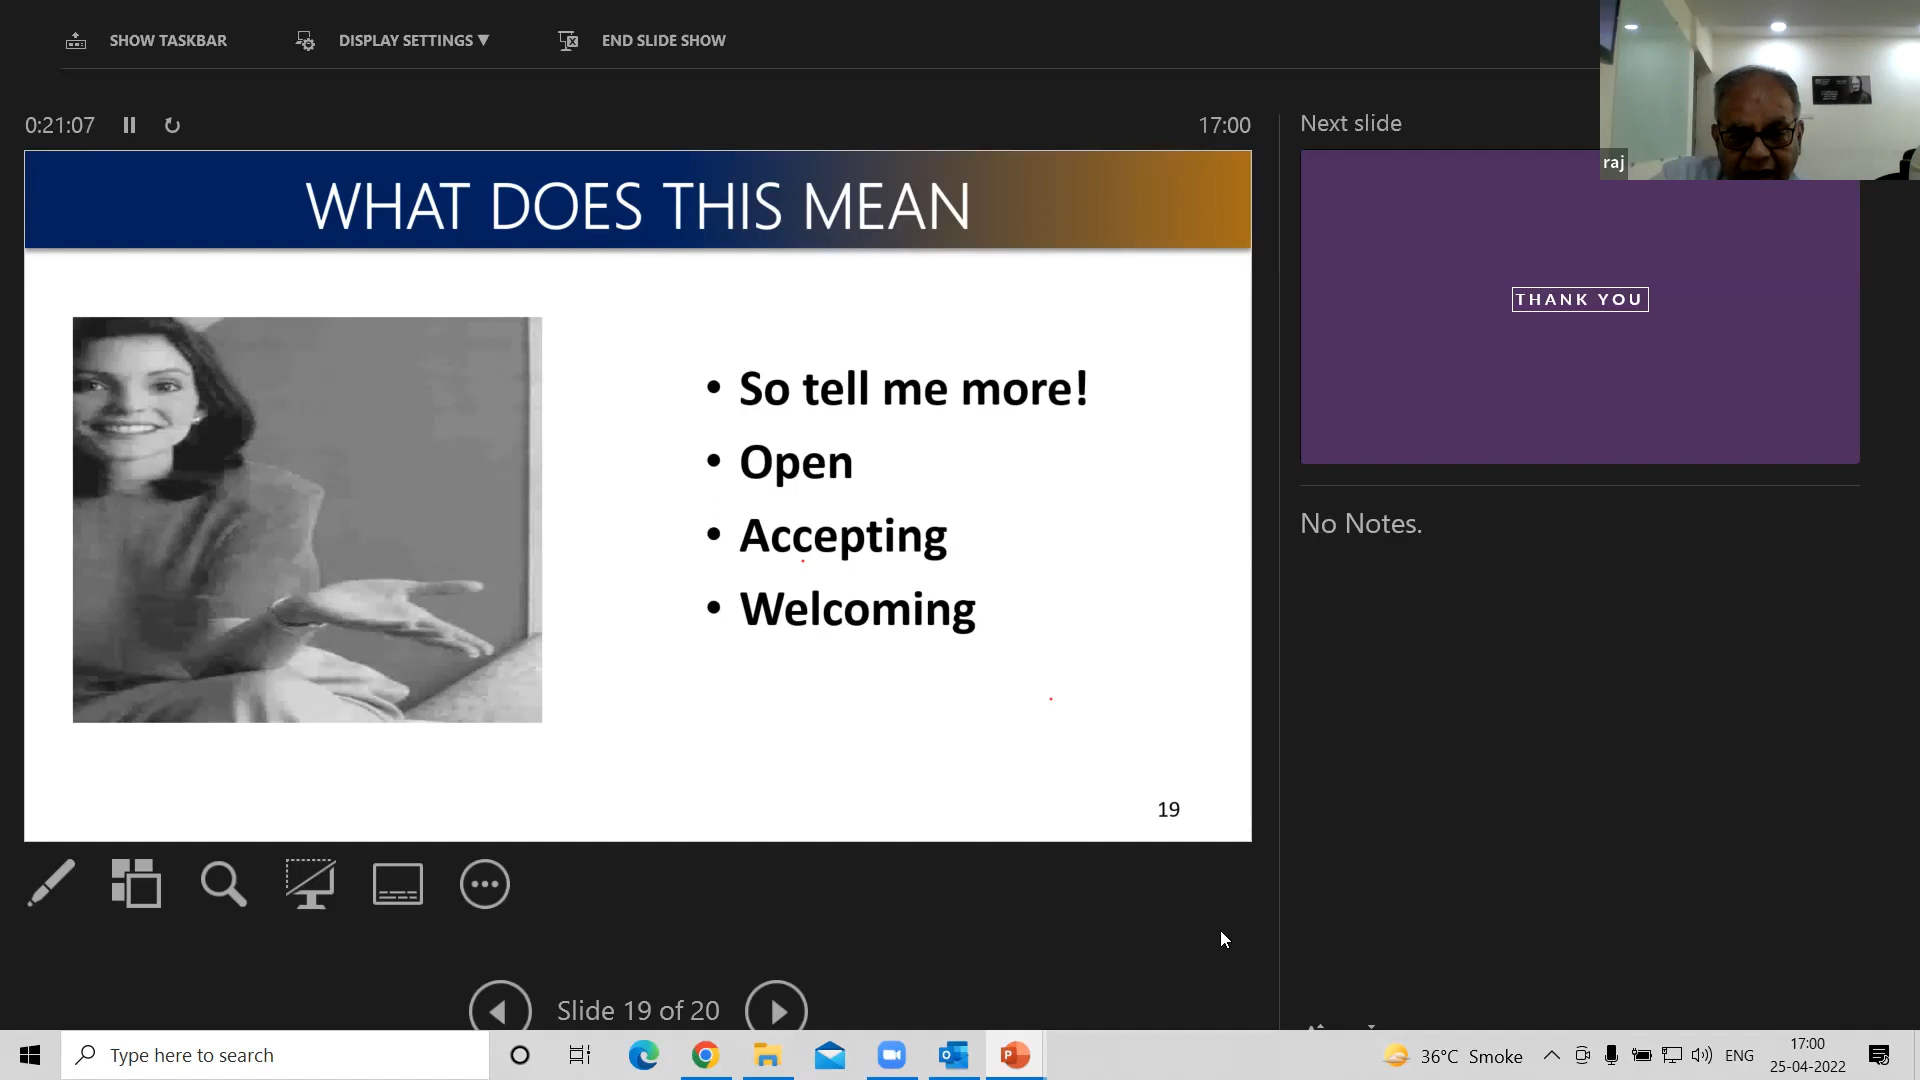 SHOW TASKBAR
DISPLAY SETTINGS ▼
END SLIDE SHOW
0:21:07
17:00
WHAT DOES THIS MEAN
• So tell me more!
• Open
• Accepting
• Welcoming
19
Next slide
raj
THANK YOU
No Notes.
Slide 19 of 20
Type here to search
36°C Smoke
ENG
17:00
25-04-2022